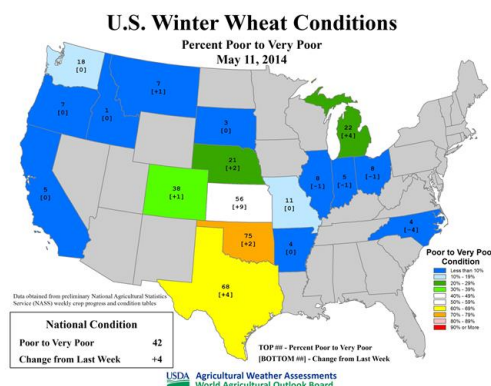 U.S. Winter Wheat Conditions
Percent Poor to Very Poor
May 11, 2014
18
[0]
7
[+1]
7
[0]
1
[0]
3
[0]
22
[+4]
21
[+2]
5
[0]
38
[+1]
56
[+9]
11
[0]
8
[-1]
5
[-1]
8
[-1]
75
[+2]
4
[0]
4
[-4]
68
[+4]
Poor to Very Poor
Condition
Less than 10%
10% - 19%
20% - 29%
30% - 39%
40% - 49%
50% - 59%
60% - 69%
70% - 79%
80% - 89%
90% or More
Data obtained from preliminary National Agricultural Statistics
Service (NASS) weekly crop progress and condition tables
National Condition
Poor to Very Poor 42
Change from Last Week +4
TOP ## - Percent Poor to Very Poor
[BOTTOM ##] - Change from Last Week
USDA Agricultural Weather Assessments
World Agricultural Outlook Board